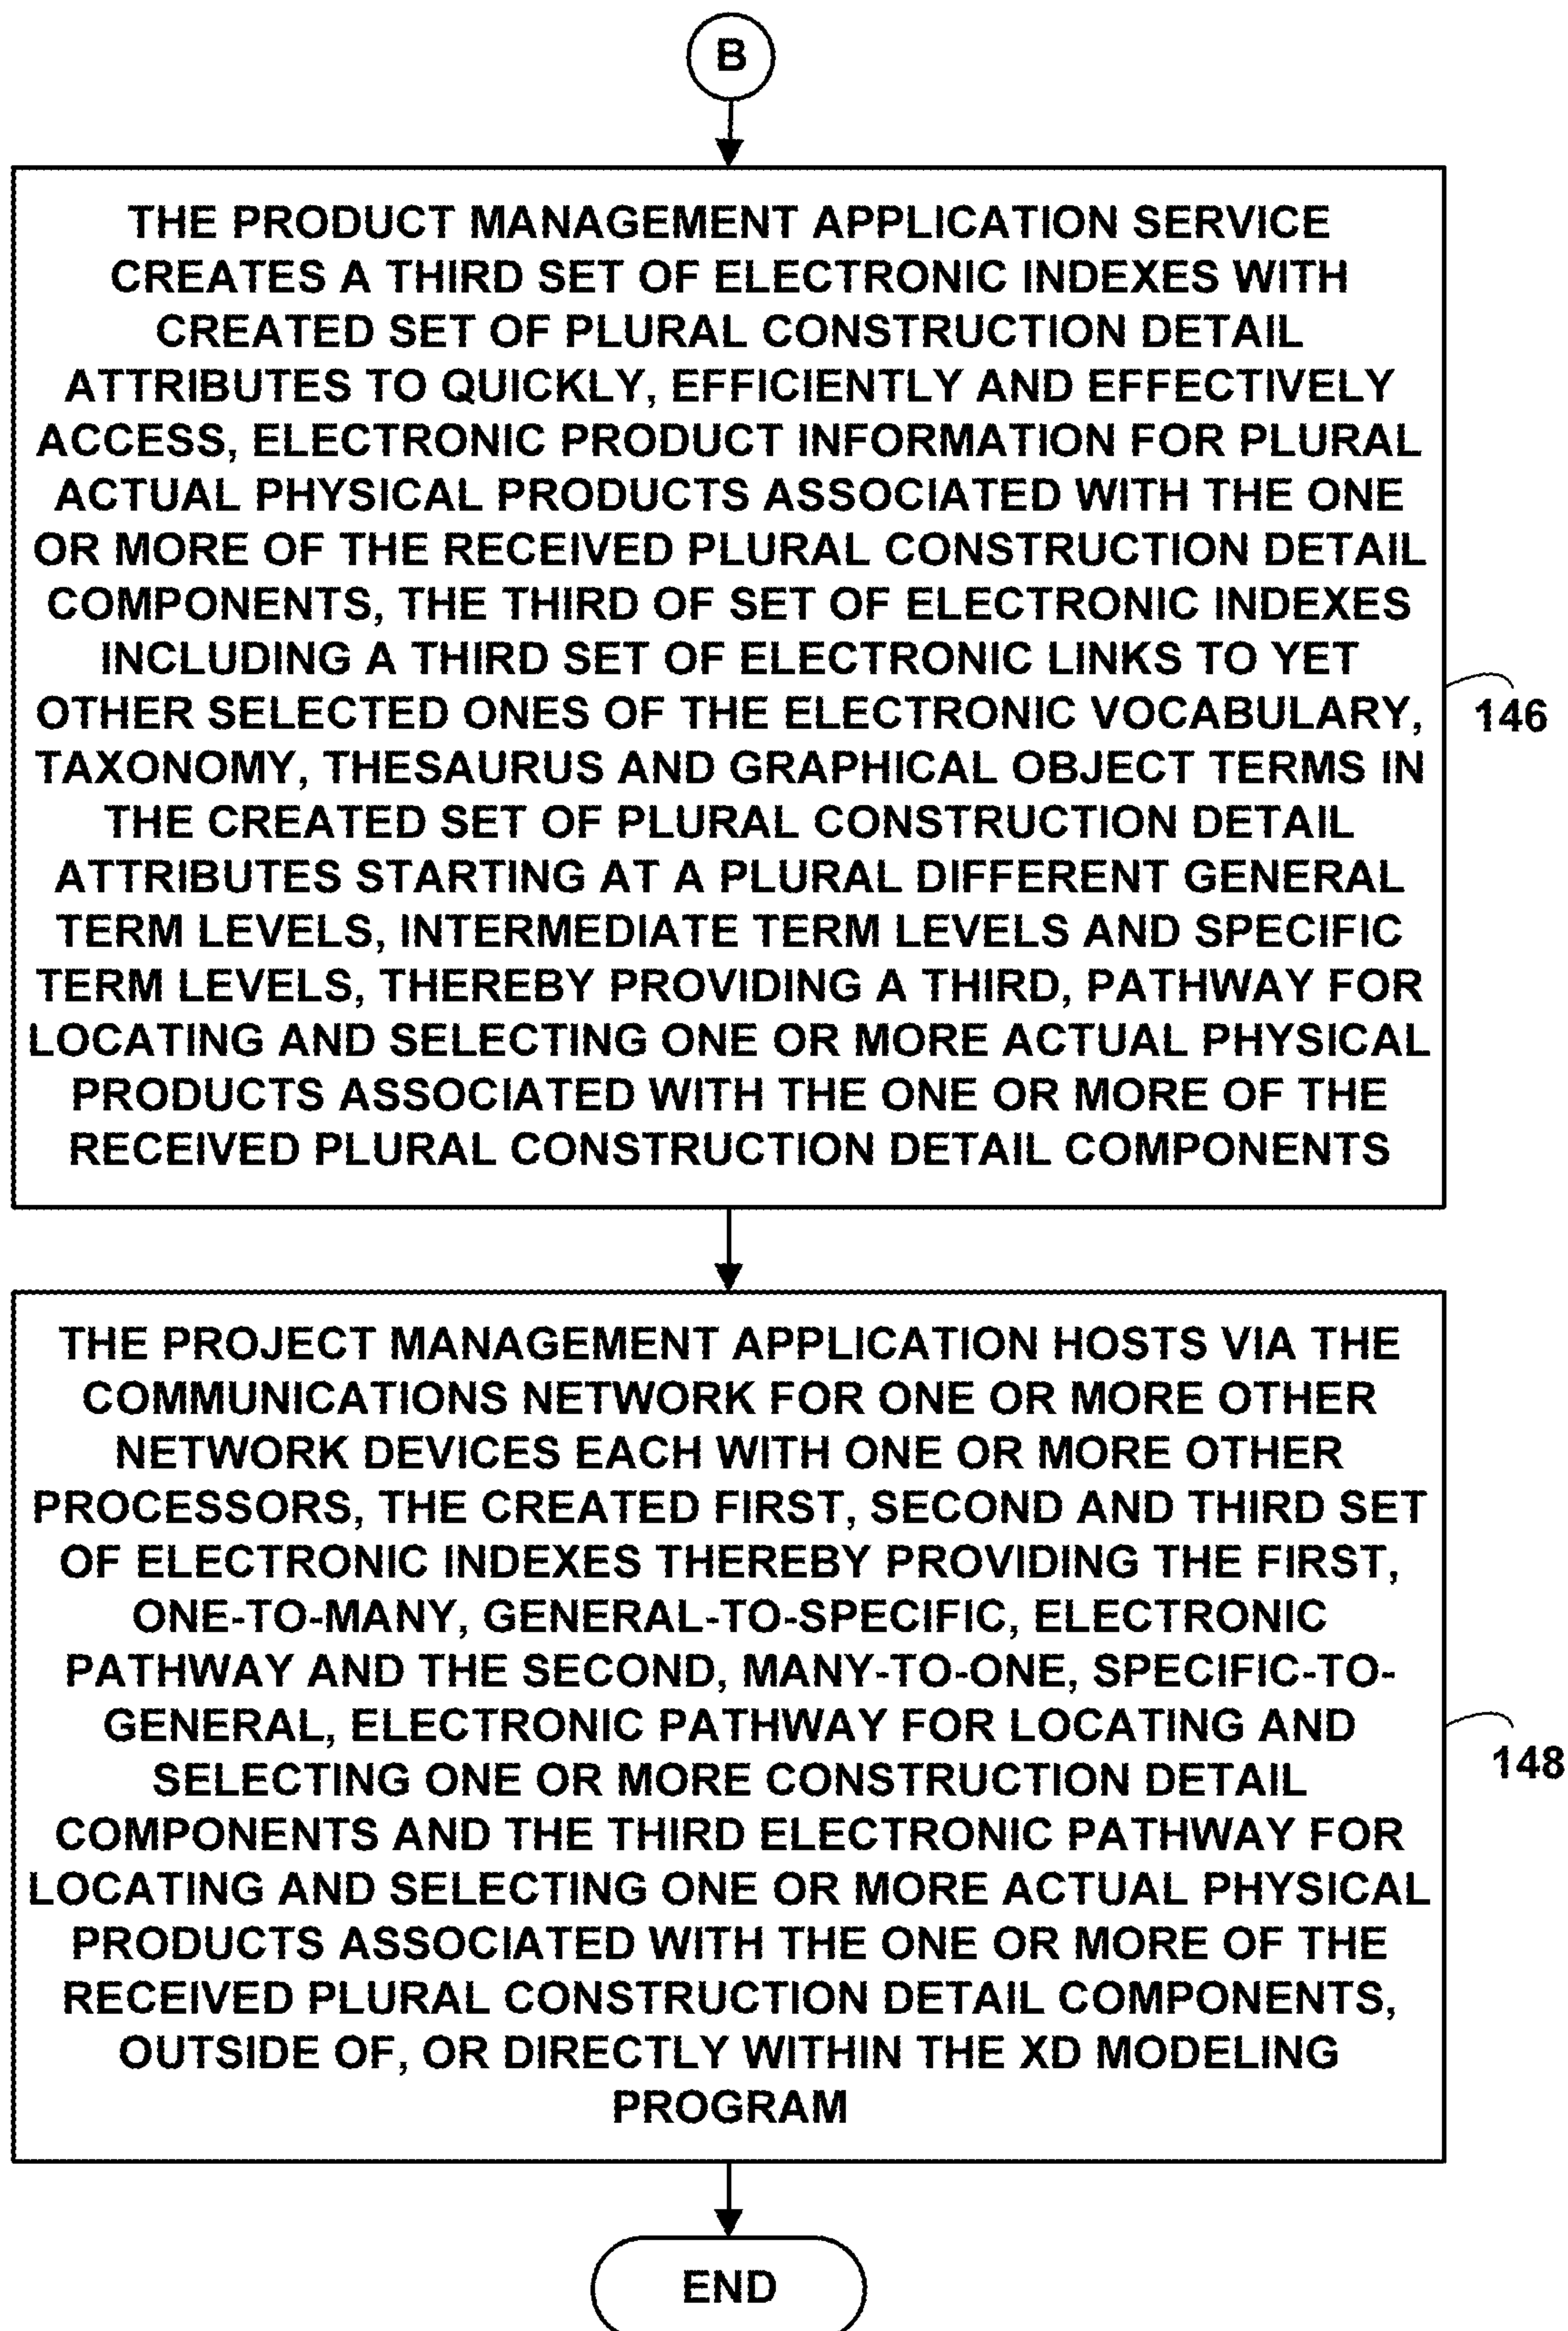 B
THE PRODUCT MANAGEMENT APPLICATION SERVICE
CREATES A THIRD SET OF ELECTRONIC INDEXES WITH
CREATED SET OF PLURAL CONSTRUCTION DETAIL
ATTRIBUTES TO QUICKLY, EFFICIENTLY AND EFFECTIVELY
ACCESS, ELECTRONIC PRODUCT INFORMATION FOR PLURAL
ACTUAL PHYSICAL PRODUCTS ASSOCIATED WITH THE ONE
OR MORE OF THE RECEIVED PLURAL CONSTRUCTION DETAIL
COMPONENTS, THE THIRD OF SET OF ELECTRONIC INDEXES
INCLUDING A THIRD SET OF ELECTRONIC LINKS TO YET
OTHER SELECTED ONES OF THE ELECTRONIC VOCABULARY,
TAXONOMY, THESAURUS AND GRAPHICAL OBJECT TERMS IN
THE CREATED SET OF PLURAL CONSTRUCTION DETAIL
ATTRIBUTES STARTING AT A PLURAL DIFFERENT GENERAL
TERM LEVELS, INTERMEDIATE TERM LEVELS AND SPECIFIC
TERM LEVELS, THEREBY PROVIDING A THIRD, PATHWAY FOR
LOCATING AND SELECTING ONE OR MORE ACTUAL PHYSICAL
PRODUCTS ASSOCIATED WITH THE ONE OR MORE OF THE
RECEIVED PLURAL CONSTRUCTION DETAIL COMPONENTS
146
THE PROJECT MANAGEMENT APPLICATION HOSTS VIA THE
COMMUNICATIONS NETWORK FOR ONE OR MORE OTHER
NETWORK DEVICES EACH WITH ONE OR MORE OTHER
PROCESSORS, THE CREATED FIRST, SECOND AND THIRD SET
OF ELECTRONIC INDEXES THEREBY PROVIDING THE FIRST,
ONE-TO-MANY, GENERAL-TO-SPECIFIC, ELECTRONIC
PATHWAY AND THE SECOND, MANY-TO-ONE, SPECIFIC-TO-
GENERAL, ELECTRONIC PATHWAY FOR LOCATING AND
SELECTING ONE OR MORE CONSTRUCTION DETAIL
COMPONENTS AND THE THIRD ELECTRONIC PATHWAY FOR
LOCATING AND SELECTING ONE OR MORE ACTUAL PHYSICAL
PRODUCTS ASSOCIATED WITH THE ONE OR MORE OF THE
RECEIVED PLURAL CONSTRUCTION DETAIL COMPONENTS,
OUTSIDE OF, OR DIRECTLY WITHIN THE XD MODELING
PROGRAM
148
END